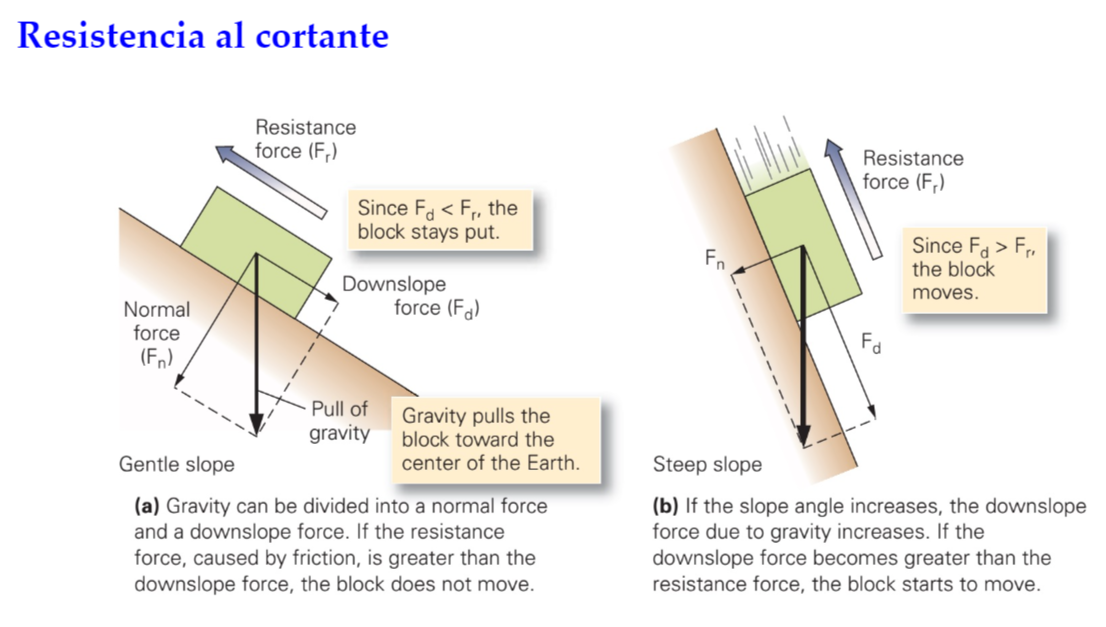 Resistencia al cortante
Resistance
force (Fᵣ)
Since F_d < Fᵣ, the
block stays put.
Downslope
force (F_d)
Normal
force
(Fₙ)
Pull of
gravity
Gravity pulls the
block toward the
center of the Earth.
Gentle slope
(a) Gravity can be divided into a normal force
and a downslope force. If the resistance
force, caused by friction, is greater than the
downslope force, the block does not move.
Resistance
force (Fᵣ)
Fₙ
Since F_d > Fᵣ,
the block
moves.
F_d
Steep slope
(b) If the slope angle increases, the downslope
force due to gravity increases. If the
downslope force becomes greater than the
resistance force, the block starts to move.